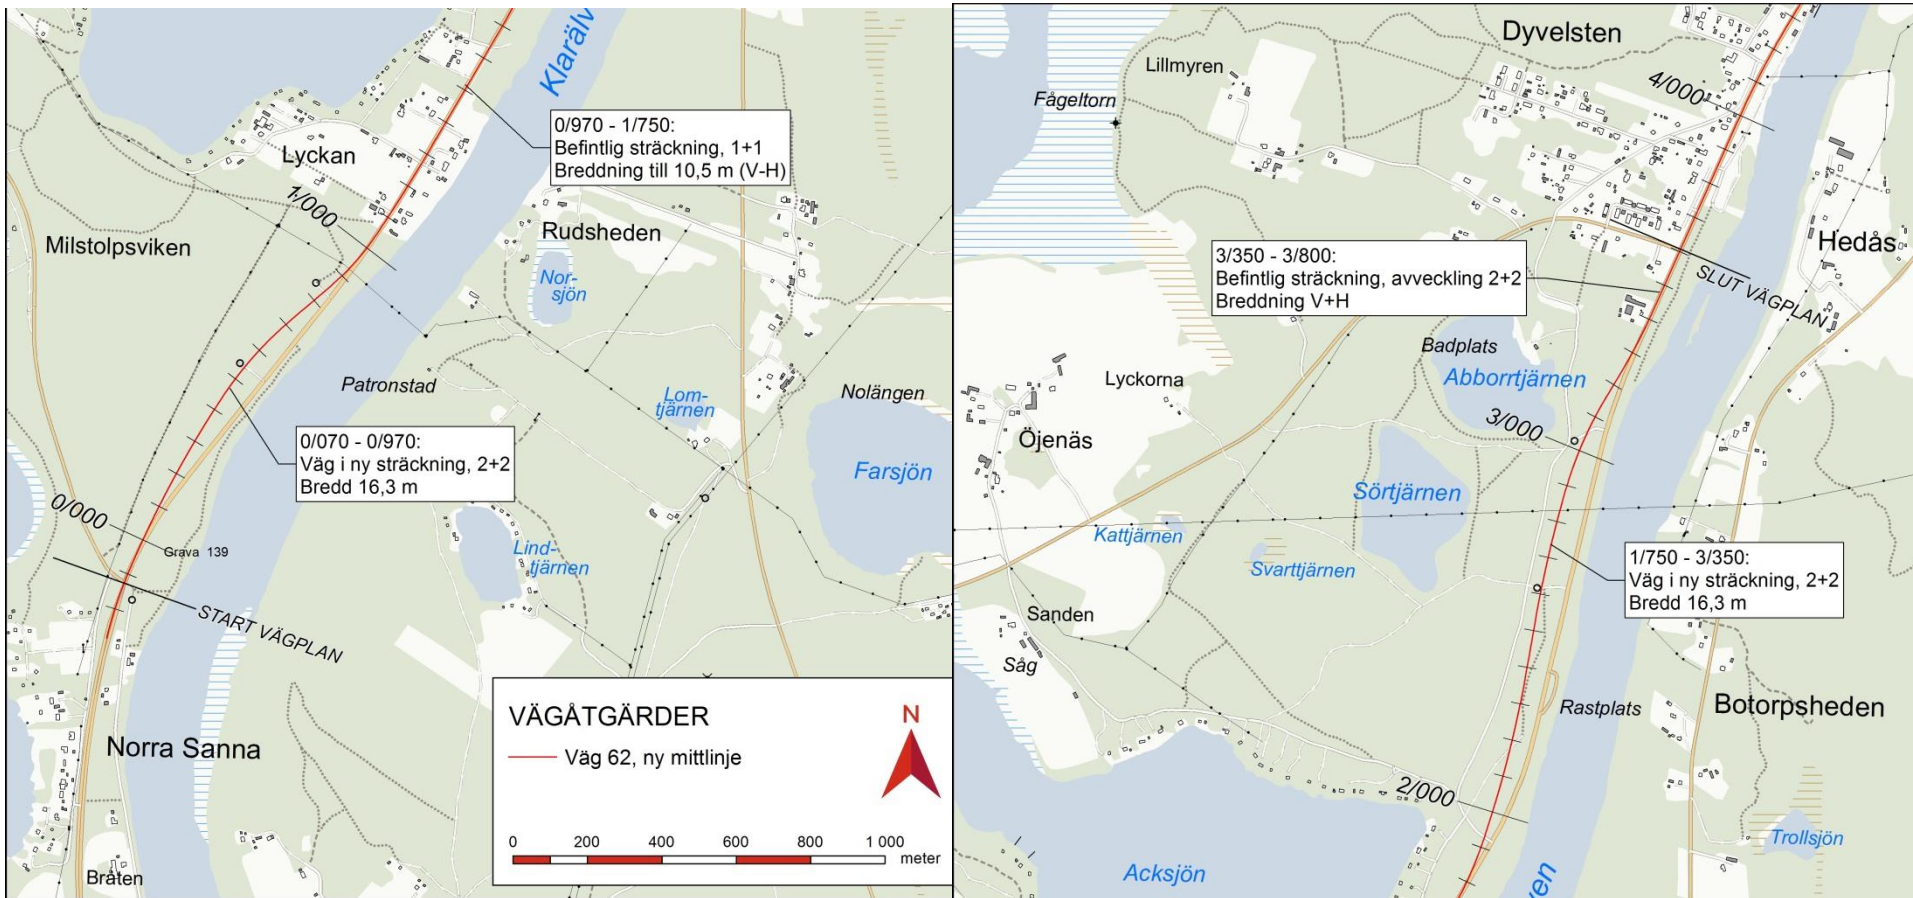 Klarälv
0/970 - 1/750:
Befintlig sträckning, 1+1
Breddning till 10,5 m (V-H)
Lyckan
1/000
Milstolpsviken
Rudsheden
Nor-
sjön
Patronstad
Lom-
tjärnen
Nolängen
0/070 - 0/970:
Väg i ny sträckning, 2+2
Bredd 16,3 m
Farsjön
0/000
Grava 139
Lind-
tjärnen
START VÄGPLAN
Norra Sanna
Bråten
VÄGÅTGÄRDER
Väg 62, ny mittlinje
N
0 200 400 600 800 1 000
meter
Dyvelsten
Lillmyren
4/000
Fågeltorn
Hedås
3/350 - 3/800:
Befintlig sträckning, avveckling 2+2
Breddning V+H
SLUT VÄGPLAN
Badplats
Abborrtjärnen
Lyckorna
3/000
Öjenäs
Sörtjärnen
Kattjärnen
Svarttjärnen
1/750 - 3/350:
Väg i ny sträckning, 2+2
Bredd 16,3 m
Sanden
Såg
Rastplats
Botorpsheden
2/000
Trollsjön
Acksjön
ven